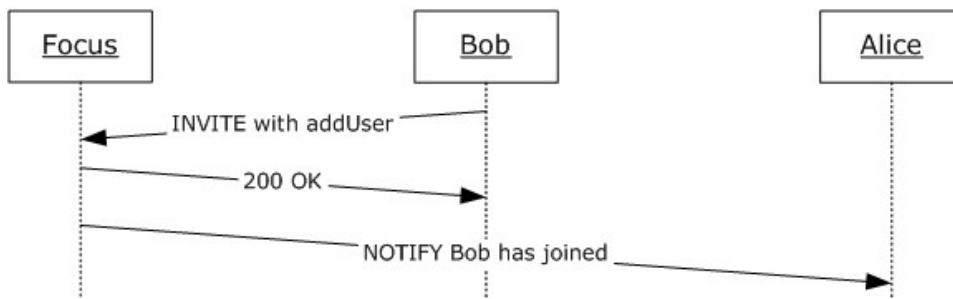 Focus
Bob
Alice
INVITE with addUser
200 OK
NOTIFY Bob has joined